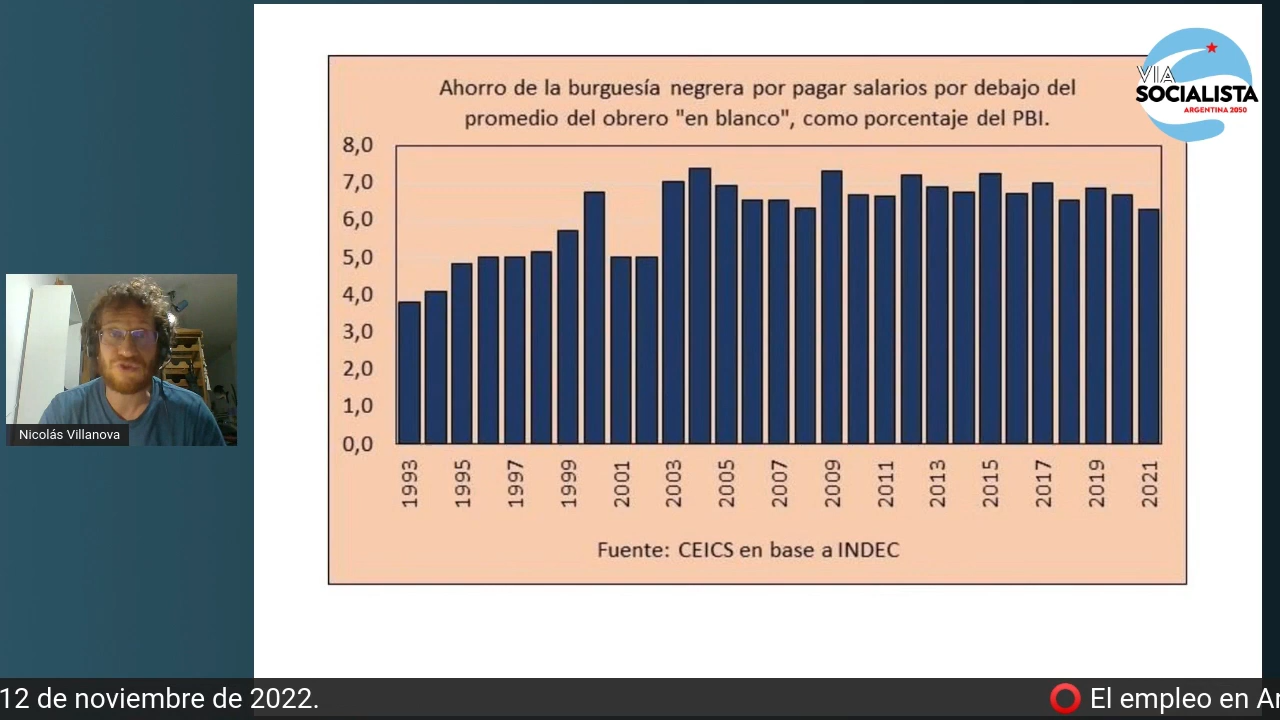 Ahorro de la burguesía negrera por pagar salarios por debajo del
promedio del obrero "en blanco", como porcentaje del PBI.
8,0
7,0
6,0
5,0
4,0
3,0
2,0
1,0
0,0
1993
1995
1997
1999
2001
2003
2005
2007
2009
2011
2013
2015
2017
2019
2021
Fuente: CEICS en base a INDEC
VIA
SOCIALISTA
ARGENTINA 2050
Nicolás Villanova
12 de noviembre de 2022.
El empleo en Ar